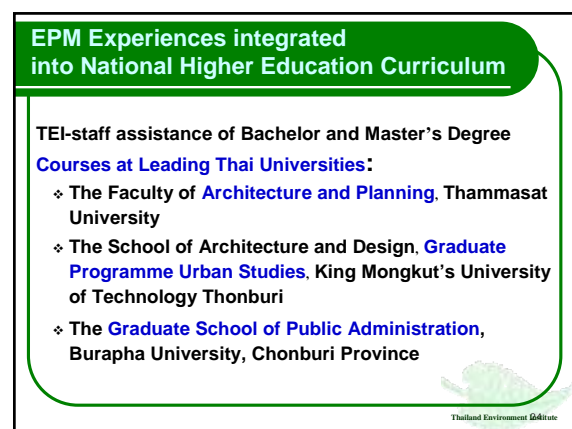 EPM Experiences integrated
into National Higher Education Curriculum
TEI-staff assistance of Bachelor and Master's Degree
Courses at Leading Thai Universities:
❖ The Faculty of Architecture and Planning, Thammasat
University
❖ The School of Architecture and Design, Graduate
Programme Urban Studies, King Mongkut's University
of Technology Thonburi
❖ The Graduate School of Public Administration,
Burapha University, Chonburi Province
Thailand Environment Institute
24